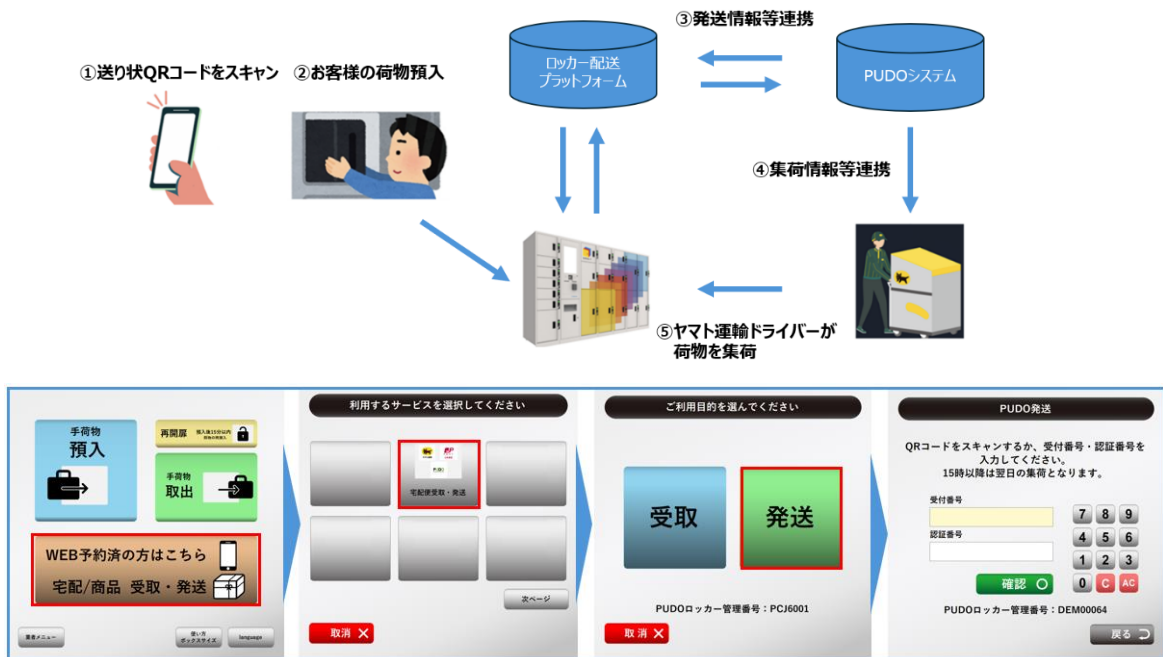 ③発送情報等連携
①送り状QRコードをスキャン
②お客様の荷物預入
ロッカー配送
プラットフォーム
PUDOシステム
④集荷情報等連携
⑤ヤマト運輸ドライバーが
荷物を集荷
手荷物
預入
再開扉
手荷物
取出
WEB予約済の方はこちら
宅配/商品 受取・発送
業者メニュー
使い方
ボックスサイズ
language
利用するサービスを選択してください
宅配便受取・発送
次ページ
取消 ×
ご利用目的を選んでください
受取
発送
PUDOロッカー管理番号：PCJ6001
取消 ×
PUDO発送
QRコードをスキャンするか、受付番号・認証番号を
入力してください。
15時以降は翌日の集荷となります。
受付番号
認証番号
7 8 9
4 5 6
1 2 3
0 C AC
確認
PUDOロッカー管理番号：DEM00064
戻る